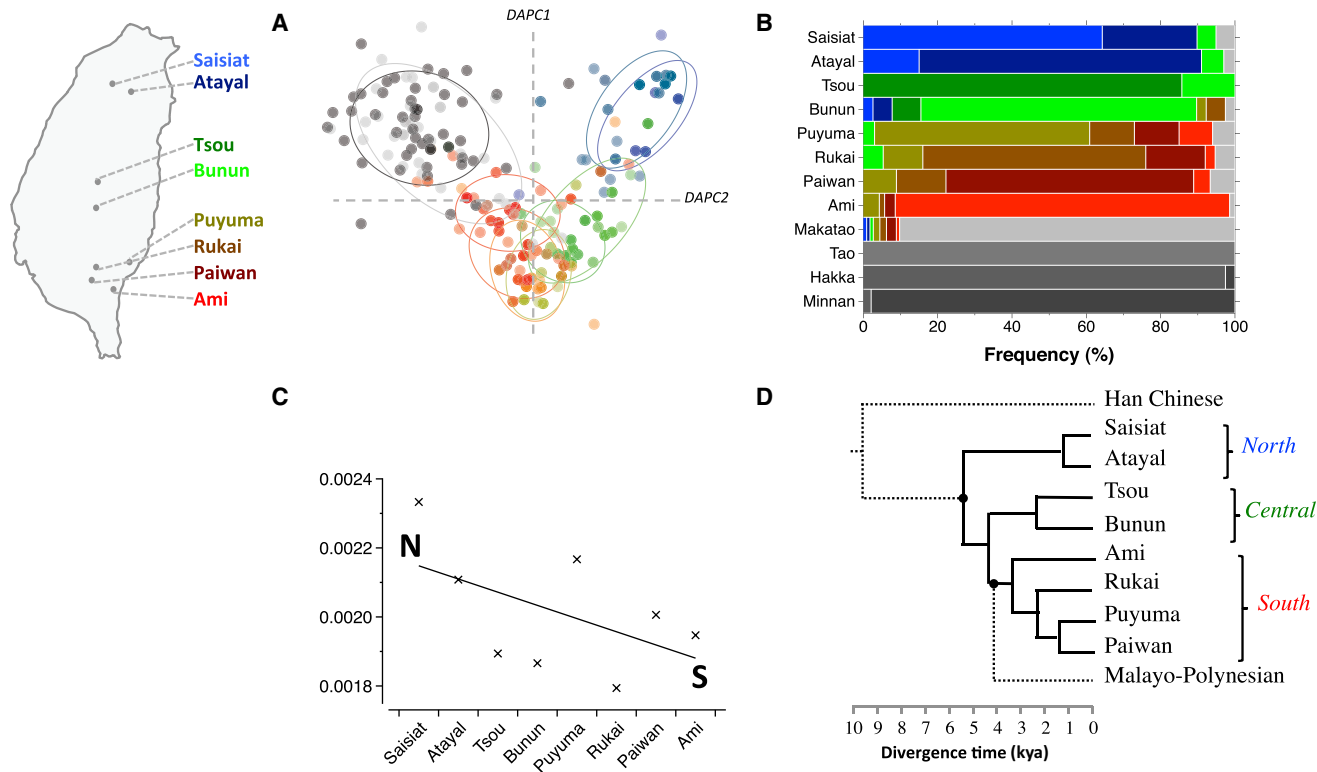 Saisiat
Atayal
Tsou
Bunun
Puyuma
Rukai
Paiwan
Ami
A
DAPC1
DAPC2
B
Saisiat
Atayal
Tsou
Bunun
Puyuma
Rukai
Paiwan
Ami
Makatao
Tao
Hakka
Minnan
0 20 40 60 80 100
Frequency (%)
C
0.0024
0.0022
0.0020
0.0018
N
S
Saisiat Atayal Tsou Bunun Puyuma Rukai Paiwan Ami
D
Han Chinese
Saisiat
Atayal
North
Tsou
Bunun
Central
Ami
Rukai
Puyuma
Paiwan
South
Malayo-Polynesian
10 9 8 7 6 5 4 3 2 1 0
Divergence time (kya)